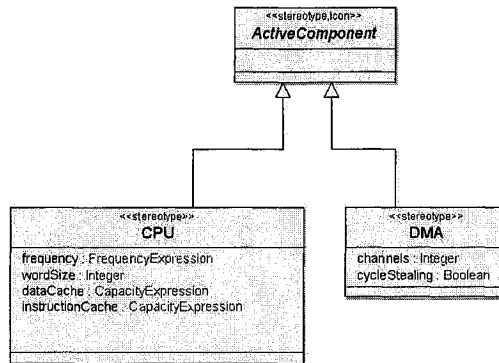 <<stereotype,icon>>
ActiveComponent
<<stereotype>>
CPU
frequency : FrequencyExpression
wordSize : Integer
dataCache : CapacityExpression
instructionCache : CapacityExpression
<<stereotype>>
DMA
channels : Integer
cycleStealing : Boolean